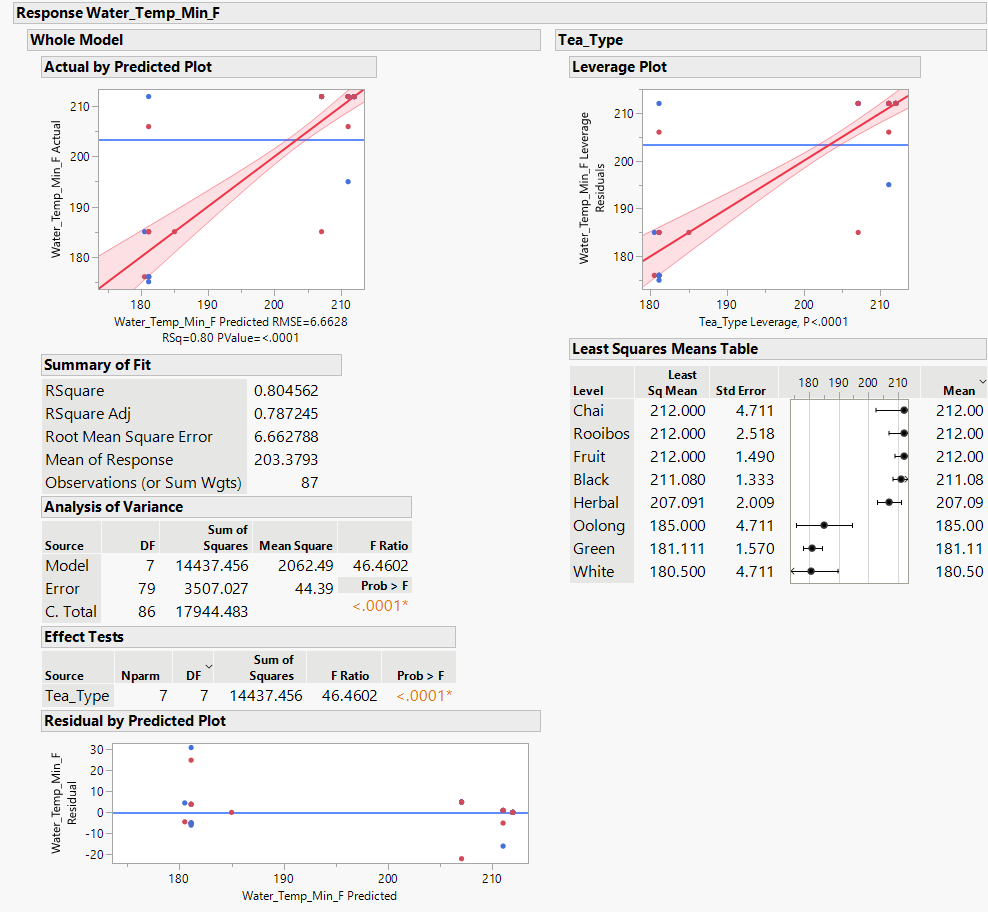 Response Water_Temp_Min_F
Whole Model
Actual by Predicted Plot
Water_Temp_Min_F Actual
210
200
190
180
180 190 200 210
Water_Temp_Min_F Predicted RMSE=6.6628
RSq=0.80 PValue=<.0001
Summary of Fit
RSquare 0.804562
RSquare Adj 0.787245
Root Mean Square Error 6.662788
Mean of Response 203.3793
Observations (or Sum Wgts) 87
Analysis of Variance
Source DF Sum of Squares Mean Square F Ratio
Model 7 14437.456 2062.49 46.4602
Error 79 3507.027 44.39 Prob > F
C. Total 86 17944.483 <.0001*
Effect Tests
Source Nparm DF Sum of Squares F Ratio Prob > F
Tea_Type 7 7 14437.456 46.4602 <.0001*
Residual by Predicted Plot
Water_Temp_Min_F
Residual
30
20
10
0
-10
-20
180 190 200 210
Water_Temp_Min_F Predicted
Tea_Type
Leverage Plot
Water_Temp_Min_F Leverage
Residuals
210
200
190
180
180 190 200 210
Tea_Type Leverage, P<.0001
Least Squares Means Table
Level Least Sq Mean Std Error 180 190 200 210 Mean
Chai 212.000 4.711 212.00
Rooibos 212.000 2.518 212.00
Fruit 212.000 1.490 212.00
Black 211.080 1.333 211.08
Herbal 207.091 2.009 207.09
Oolong 185.000 4.711 185.00
Green 181.111 1.570 181.11
White 180.500 4.711 180.50